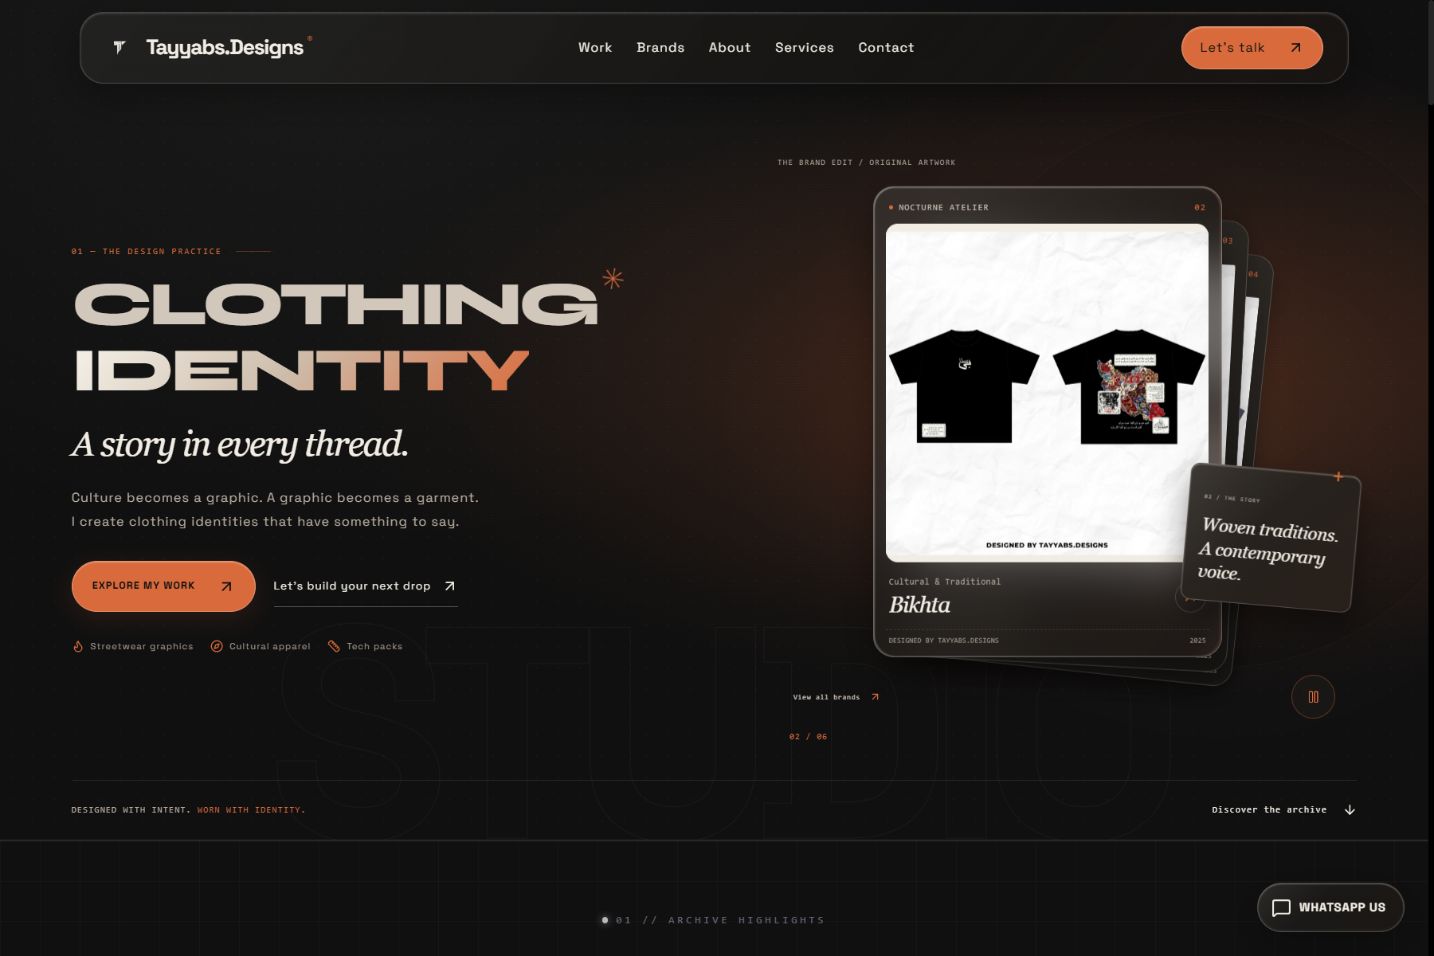 Tayyabs.Designs
Work
Brands
About
Services
Contact
Let's talk
01 — THE DESIGN PRACTICE
CLOTHING
IDENTITY
A story in every thread.
Culture becomes a graphic. A graphic becomes a garment.
I create clothing identities that have something to say.
EXPLORE MY WORK
Let's build your next drop
Streetwear graphics
Cultural apparel
Tech packs
THE BRAND EDIT / ORIGINAL ARTWORK
NOCTURNE ATELIER
02
03
04
DESIGNED BY TAYYABS.DESIGNS
Cultural & Traditional
Bikhta
DESIGNED BY TAYYABS.DESIGNS
2025
02 / THE STORY
Woven traditions.
A contemporary
voice.
View all brands
02 / 06
STUDIO
DESIGNED WITH INTENT. WORN WITH IDENTITY.
Discover the archive
01 // ARCHIVE HIGHLIGHTS
WHATSAPP US